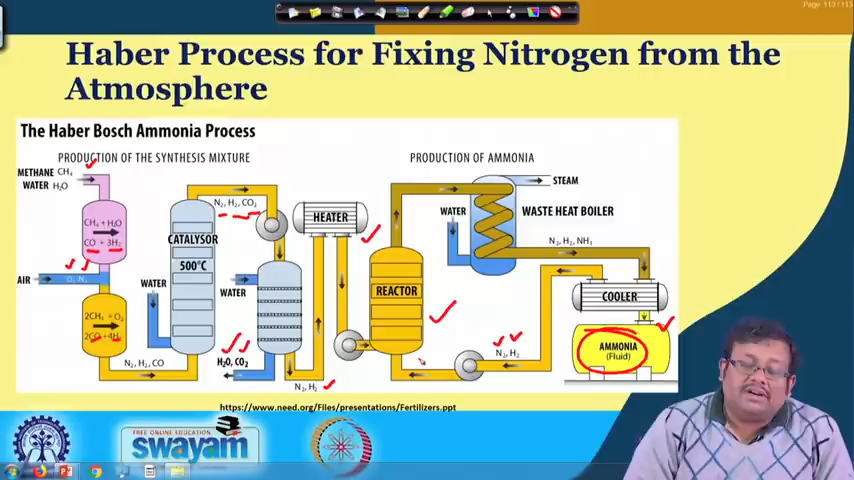 Page 113/113
Haber Process for Fixing Nitrogen from the
Atmosphere
The Haber Bosch Ammonia Process
PRODUCTION OF THE SYNTHESIS MIXTURE
PRODUCTION OF AMMONIA
METHANE CH₄
WATER H₂O
CH₄ + H₂O
CO + 3H₂
AIR
O₂ N₂
2CH₄ + O₂
2CO + 4H₂
N₂, H₂, CO
WATER
CATALYSOR
500°C
N₂, H₂, CO₂
WATER
H₂O, CO₂
N₂, H₂
HEATER
REACTOR
WATER
STEAM
WASTE HEAT BOILER
N₂, H₂, NH₃
COOLER
N₂, H₂
AMMONIA
(Fluid)
https://www.need.org/Files/presentations/Fertilizers.ppt
FREE ONLINE EDUCATION
swayam